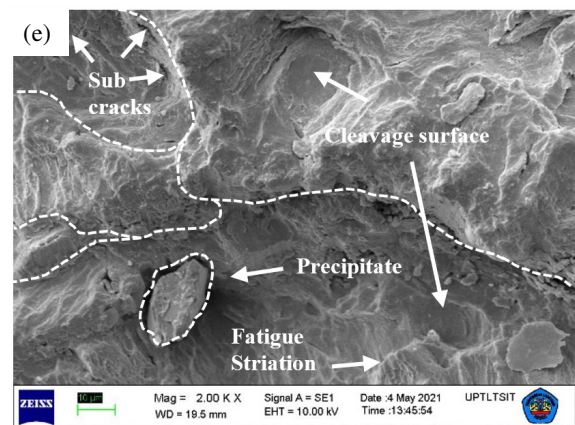 (e)
Sub
cracks
Cleavage surface
Precipitate
Fatigue
Striation
ZEISS
10 µm
Mag = 2.00 K X
WD = 19.5 mm
Signal A = SE1
EHT = 10.00 kV
Date :4 May 2021
Time :13:45:54
UPTLTSIT